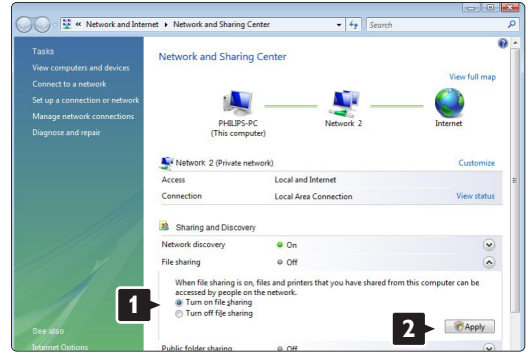 Network and Internet ▸ Network and Sharing Center
Search
Tasks
View computers and devices
Connect to a network
Set up a connection or network
Manage network connections
Diagnose and repair
See also
Internet Options
Network and Sharing Center
View full map
PHILIPS-PC
(This computer)
Network 2
Internet
Network 2 (Private network)
Customize
Access
Local and Internet
Connection
Local Area Connection
View status
Sharing and Discovery
Network discovery
On
File sharing
Off
When file sharing is on, files and printers that you have shared from this computer can be
accessed by people on the network.
1
Turn on file sharing
Turn off file sharing
2
Apply
Public folder sharing
Off